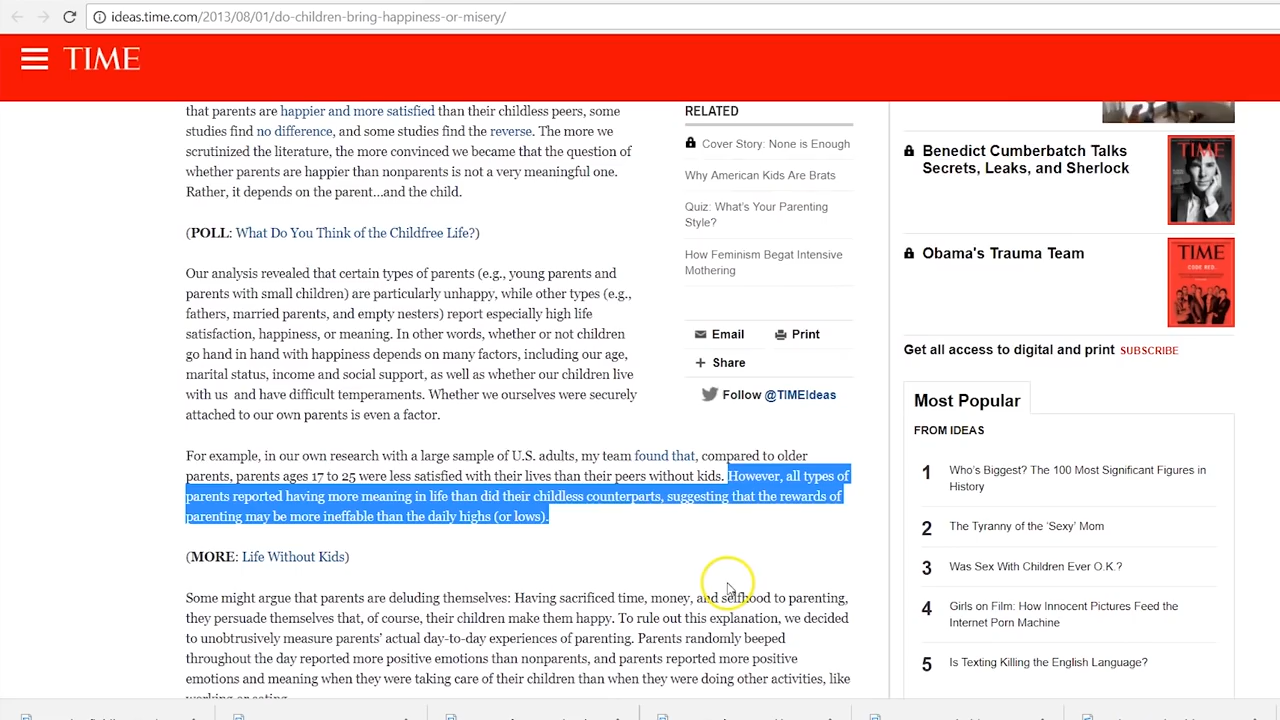 ideas.time.com/2013/08/01/do-children-bring-happiness-or-misery/
TIME
that parents are happier and more satisfied than their childless peers, some
studies find no difference, and some studies find the reverse. The more we
scrutinized the literature, the more convinced we became that the question of
whether parents are happier than nonparents is not a very meaningful one.
Rather, it depends on the parent…and the child.
(POLL: What Do You Think of the Childfree Life?)
Our analysis revealed that certain types of parents (e.g., young parents and
parents with small children) are particularly unhappy, while other types (e.g.,
fathers, married parents, and empty nesters) report especially high life
satisfaction, happiness, or meaning. In other words, whether or not children
go hand in hand with happiness depends on many factors, including our age,
marital status, income and social support, as well as whether our children live
with us and have difficult temperaments. Whether we ourselves were securely
attached to our own parents is even a factor.
For example, in our own research with a large sample of U.S. adults, my team found that, compared to older
parents, parents ages 17 to 25 were less satisfied with their lives than their peers without kids. However, all types of
parents reported having more meaning in life than did their childless counterparts, suggesting that the rewards of
parenting may be more ineffable than the daily highs (or lows).
(MORE: Life Without Kids)
Some might argue that parents are deluding themselves: Having sacrificed time, money, and selfhood to parenting,
they persuade themselves that, of course, their children make them happy. To rule out this explanation, we decided
to unobtrusively measure parents' actual day-to-day experiences of parenting. Parents randomly beeped
throughout the day reported more positive emotions than nonparents, and parents reported more positive
emotions and meaning when they were taking care of their children than when they were doing other activities, like
working or eating.
RELATED
Cover Story: None is Enough
Why American Kids Are Brats
Quiz: What's Your Parenting
Style?
How Feminism Begat Intensive
Mothering
Email
Print
Share
Follow @TIMEIdeas
Benedict Cumberbatch Talks
Secrets, Leaks, and Sherlock
TIME
Obama's Trauma Team
TIME
CODE RED.
Get all access to digital and print SUBSCRIBE
Most Popular
FROM IDEAS
1 Who's Biggest? The 100 Most Significant Figures in
History
2 The Tyranny of the 'Sexy' Mom
3 Was Sex With Children Ever O.K.?
4 Girls on Film: How Innocent Pictures Feed the
Internet Porn Machine
5 Is Texting Killing the English Language?